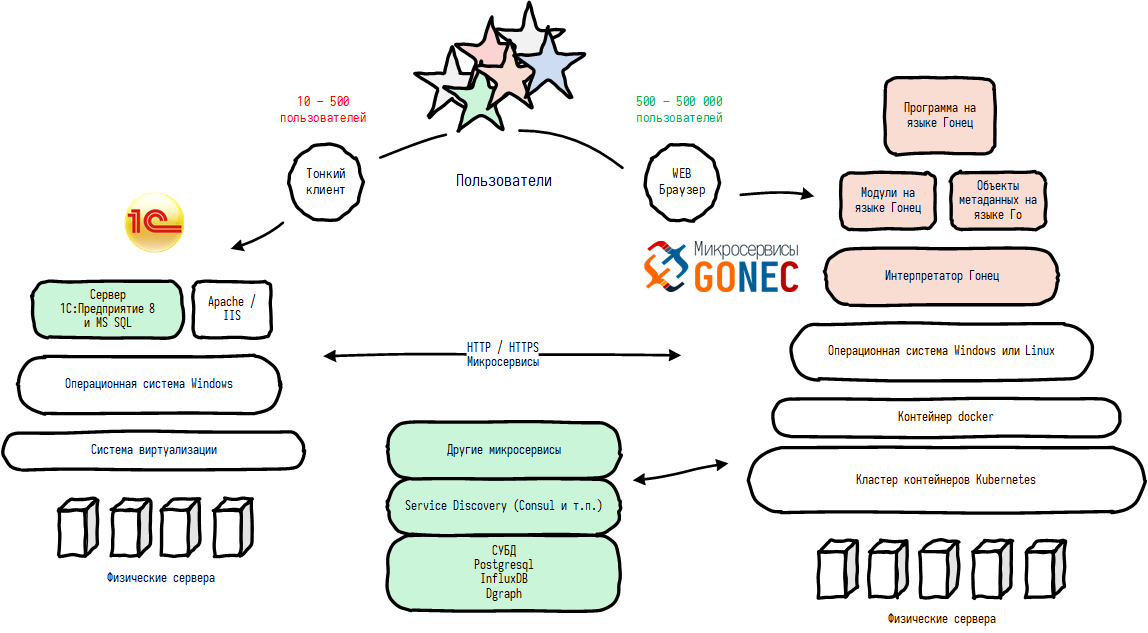 10 – 500
пользователей
500 – 500 000
пользователей
Тонкий
клиент
Пользователи
WEB
Браузер
Программа на
языке Гонец
Модули на
языке Гонец
Объекты
метаданных на
языке Го
1С
Микросервисы
GONEC
Интерпретатор Гонец
Сервер
1С:Предприятие 8
и MS SQL
Apache /
IIS
HTTP / HTTPS
Микросервисы
Операционная система Windows или Linux
Операционная система Windows
Контейнер docker
Система виртуализации
Другие микросервисы
Кластер контейнеров Kubernetes
Service Discovery (Consul и т.п.)
СУБД
Postgresql
InfluxDB
Dgraph
Физические сервера
Физические сервера